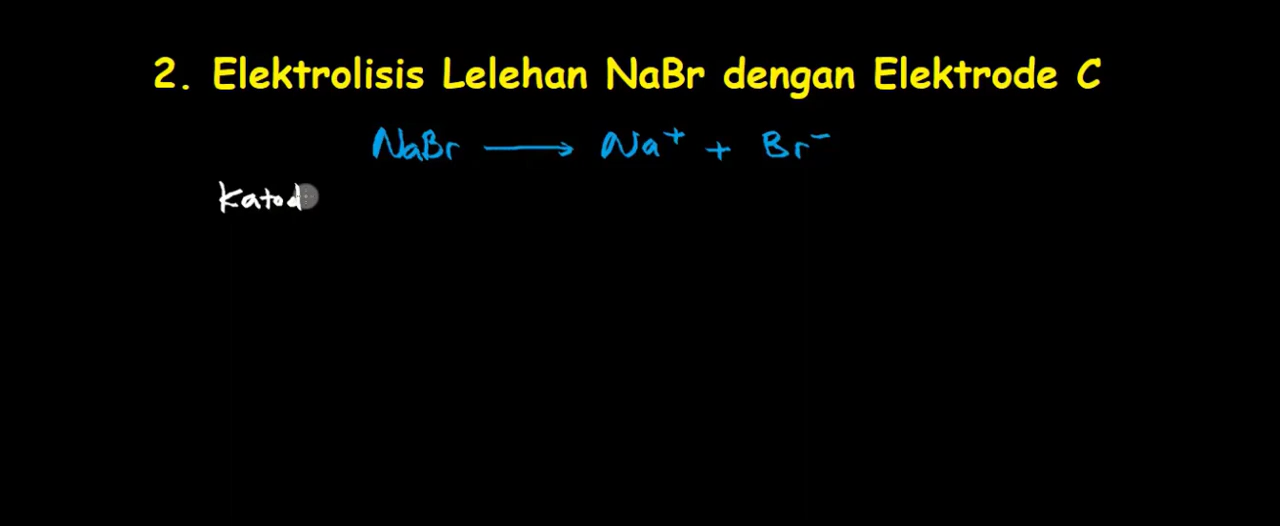 2. Elektrolisis Lelehan NaBr dengan Elektrode C
NaBr ⟶ Na⁺ + Br⁻
Katod